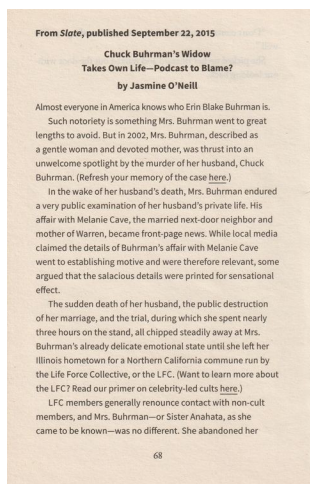 From Slate, published September 22, 2015
Chuck Buhrman's Widow
Takes Own Life—Podcast to Blame?
by Jasmine O'Neill
Almost everyone in America knows who Erin Blake Buhrman is.
Such notoriety is something Mrs. Buhrman went to great
lengths to avoid. But in 2002, Mrs. Buhrman, described as
a gentle woman and devoted mother, was thrust into an
unwelcome spotlight by the murder of her husband, Chuck
Buhrman. (Refresh your memory of the case here.)
In the wake of her husband's death, Mrs. Buhrman endured
a very public examination of her husband's private life. His
affair with Melanie Cave, the married next-door neighbor and
mother of Warren, became front-page news. While local media
claimed the details of Buhrman's affair with Melanie Cave
went to establishing motive and were therefore relevant, some
argued that the salacious details were printed for sensational
effect.
The sudden death of her husband, the public destruction
of her marriage, and the trial, during which she spent nearly
three hours on the stand, all chipped steadily away at Mrs.
Buhrman's already delicate emotional state until she left her
Illinois hometown for a Northern California commune run by
the Life Force Collective, or the LFC. (Want to learn more about
the LFC? Read our primer on celebrity-led cults here.)
LFC members generally renounce contact with non-cult
members, and Mrs. Buhrman—or Sister Anahata, as she
came to be known—was no different. She abandoned her
68